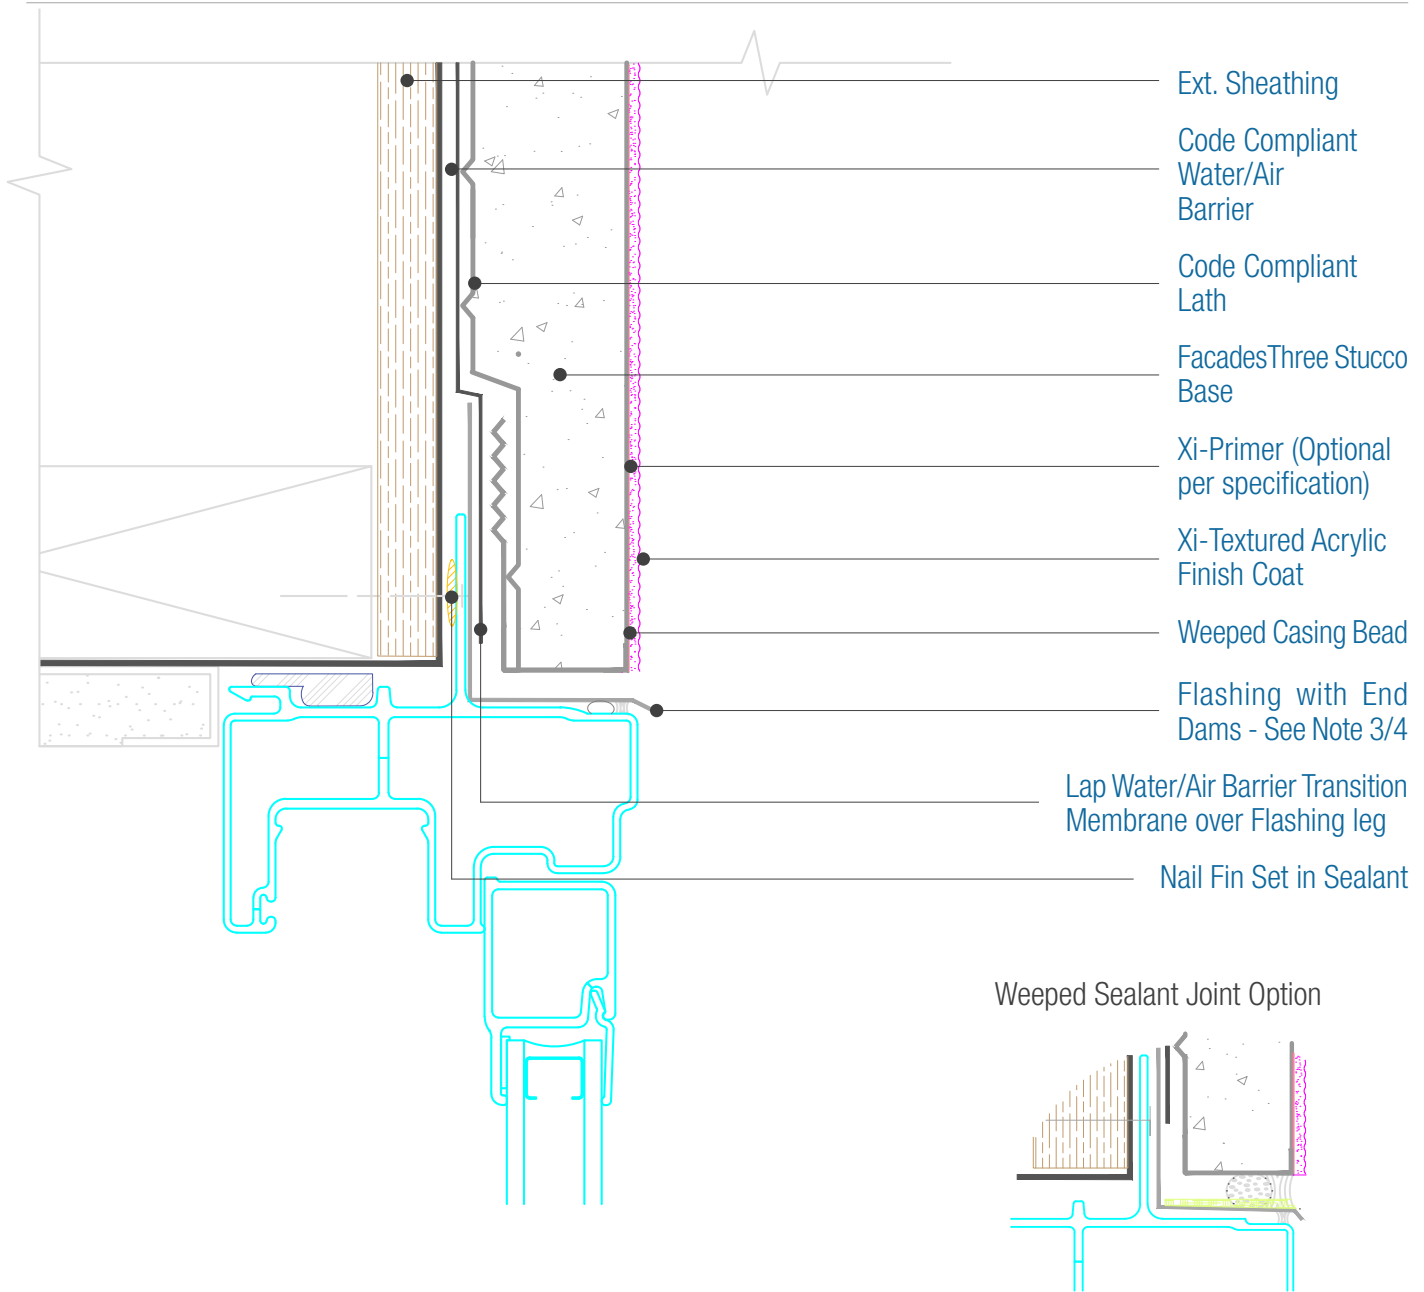 Ext. Sheathing
Code Compliant
Water/Air
Barrier
Code Compliant
Lath
FacadesThree Stucco
Base
Xi-Primer (Optional
per specification)
Xi-Textured Acrylic
Finish Coat
Weeped Casing Bead
Flashing with End
Dams - See Note 3/4
Lap Water/Air Barrier Transition
Membrane over Flashing leg
Nail Fin Set in Sealant
Weeped Sealant Joint Option